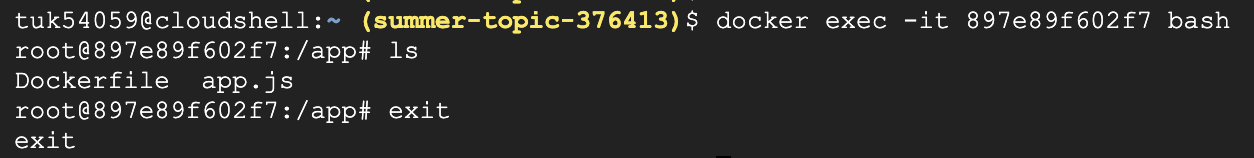 tuk54059@cloudshell:~ (summer-topic-376413)$ docker exec -it 897e89f602f7 bash
root@897e89f602f7:/app# ls
Dockerfile  app.js
root@897e89f602f7:/app# exit
exit